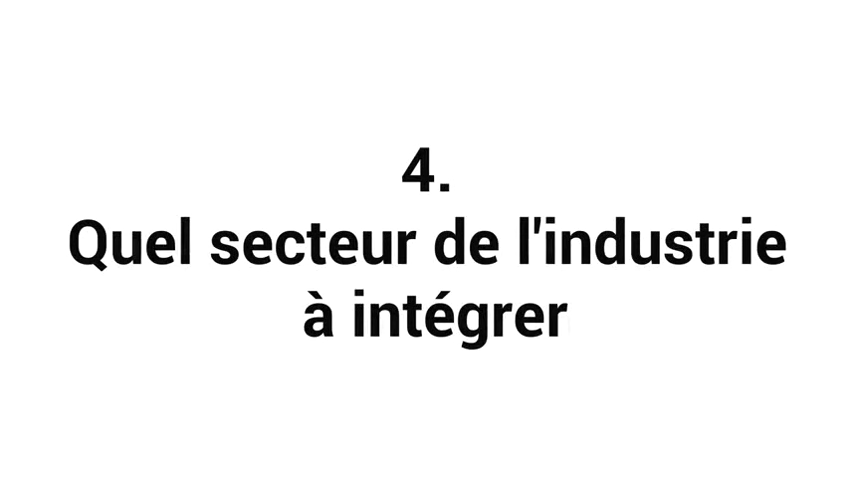 4.
Quel secteur de l'industrie
à intégrer